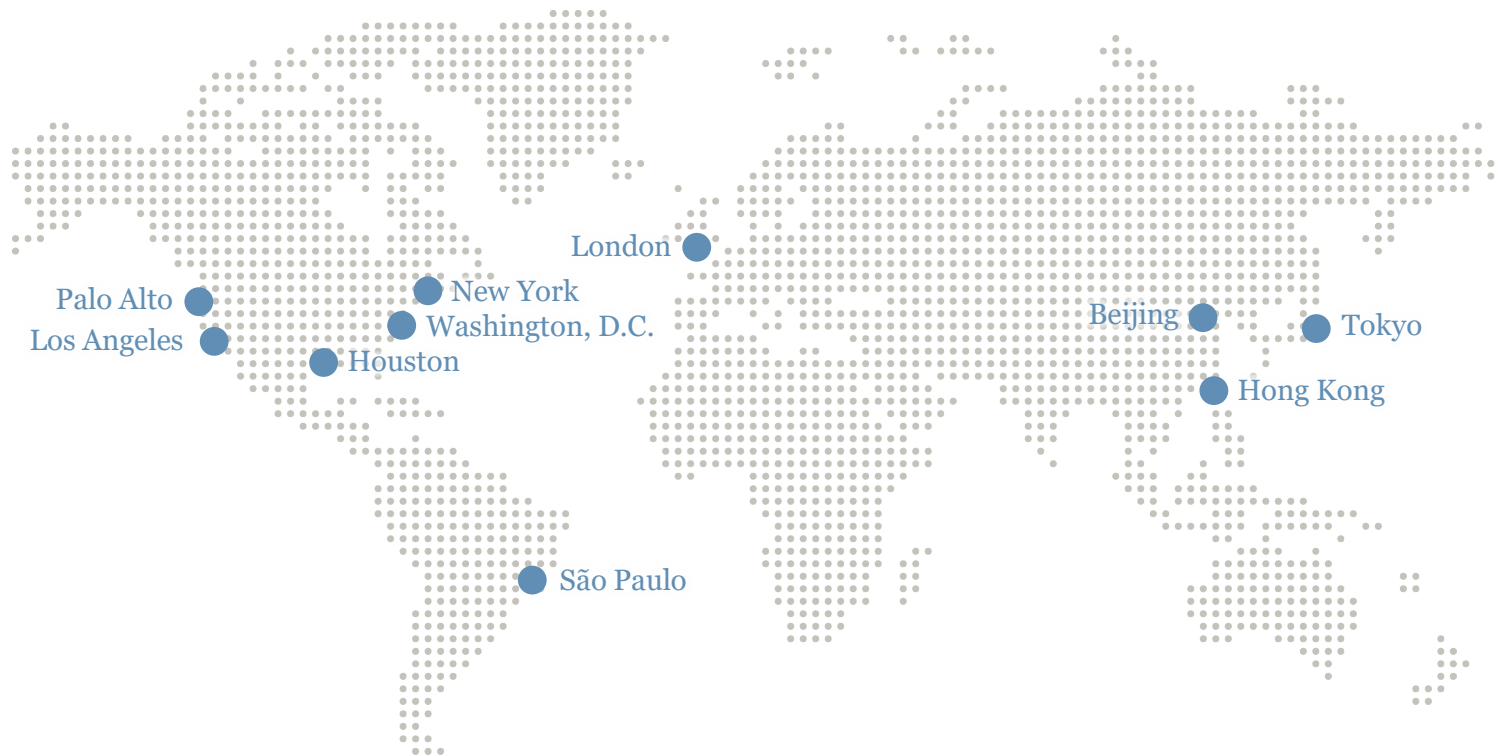 London
New York
Palo Alto
Beijing
Washington, D.C.
Tokyo
Los Angeles
Houston
Hong Kong
São Paulo